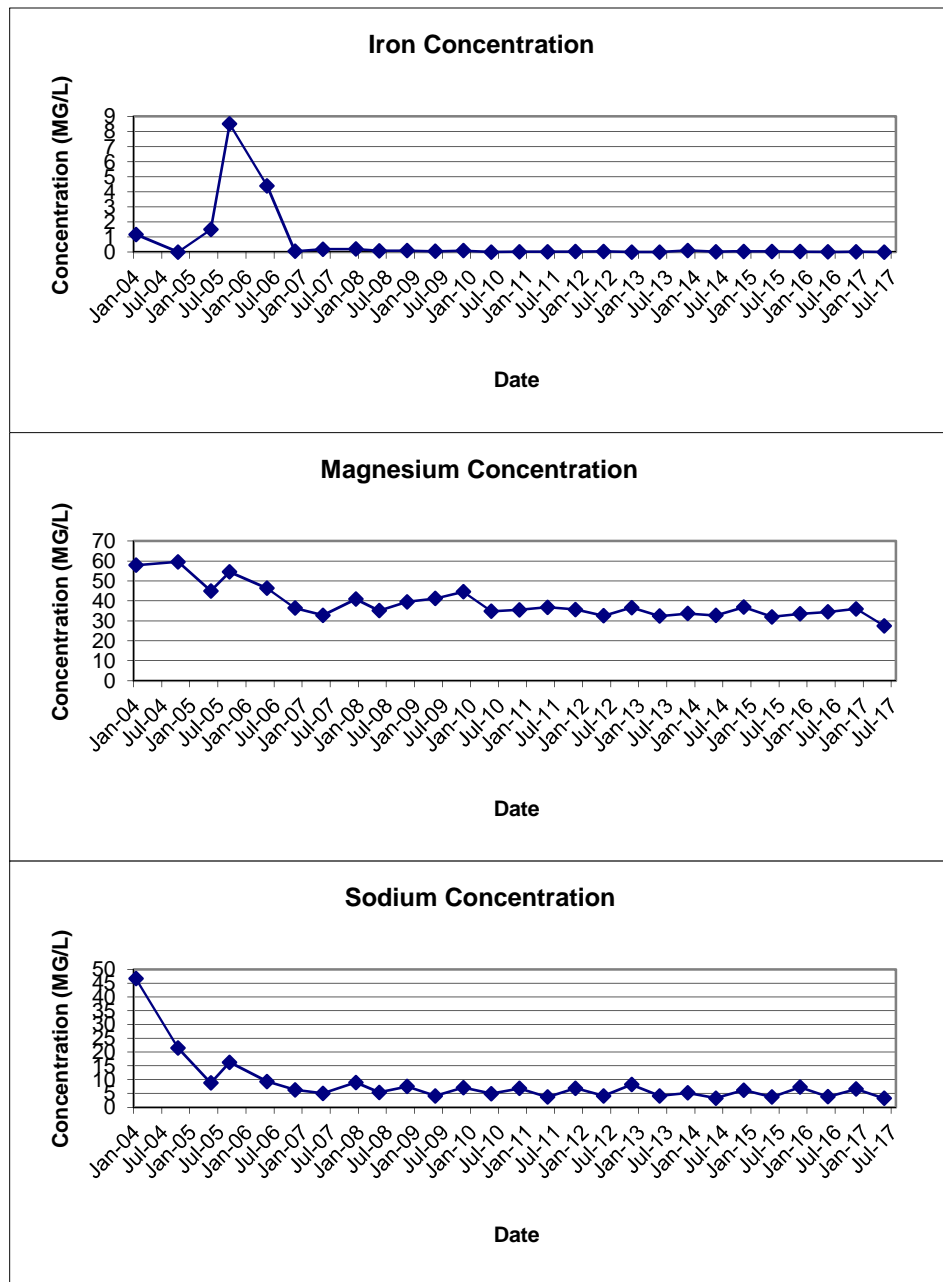 Iron Concentration
Concentration (MG/L)
9
8
7
6
5
4
3
2
1
0
Jan-04
Jul-04
Jan-05
Jul-05
Jan-06
Jul-06
Jan-07
Jul-07
Jan-08
Jul-08
Jan-09
Jul-09
Jan-10
Jul-10
Jan-11
Jul-11
Jan-12
Jul-12
Jan-13
Jul-13
Jan-14
Jul-14
Jan-15
Jul-15
Jan-16
Jul-16
Jan-17
Jul-17
Date
Magnesium Concentration
Concentration (MG/L)
70
60
50
40
30
20
10
0
Jan-04
Jul-04
Jan-05
Jul-05
Jan-06
Jul-06
Jan-07
Jul-07
Jan-08
Jul-08
Jan-09
Jul-09
Jan-10
Jul-10
Jan-11
Jul-11
Jan-12
Jul-12
Jan-13
Jul-13
Jan-14
Jul-14
Jan-15
Jul-15
Jan-16
Jul-16
Jan-17
Jul-17
Date
Sodium Concentration
Concentration (MG/L)
50
45
40
35
30
25
20
15
10
5
0
Jan-04
Jul-04
Jan-05
Jul-05
Jan-06
Jul-06
Jan-07
Jul-07
Jan-08
Jul-08
Jan-09
Jul-09
Jan-10
Jul-10
Jan-11
Jul-11
Jan-12
Jul-12
Jan-13
Jul-13
Jan-14
Jul-14
Jan-15
Jul-15
Jan-16
Jul-16
Jan-17
Jul-17
Date